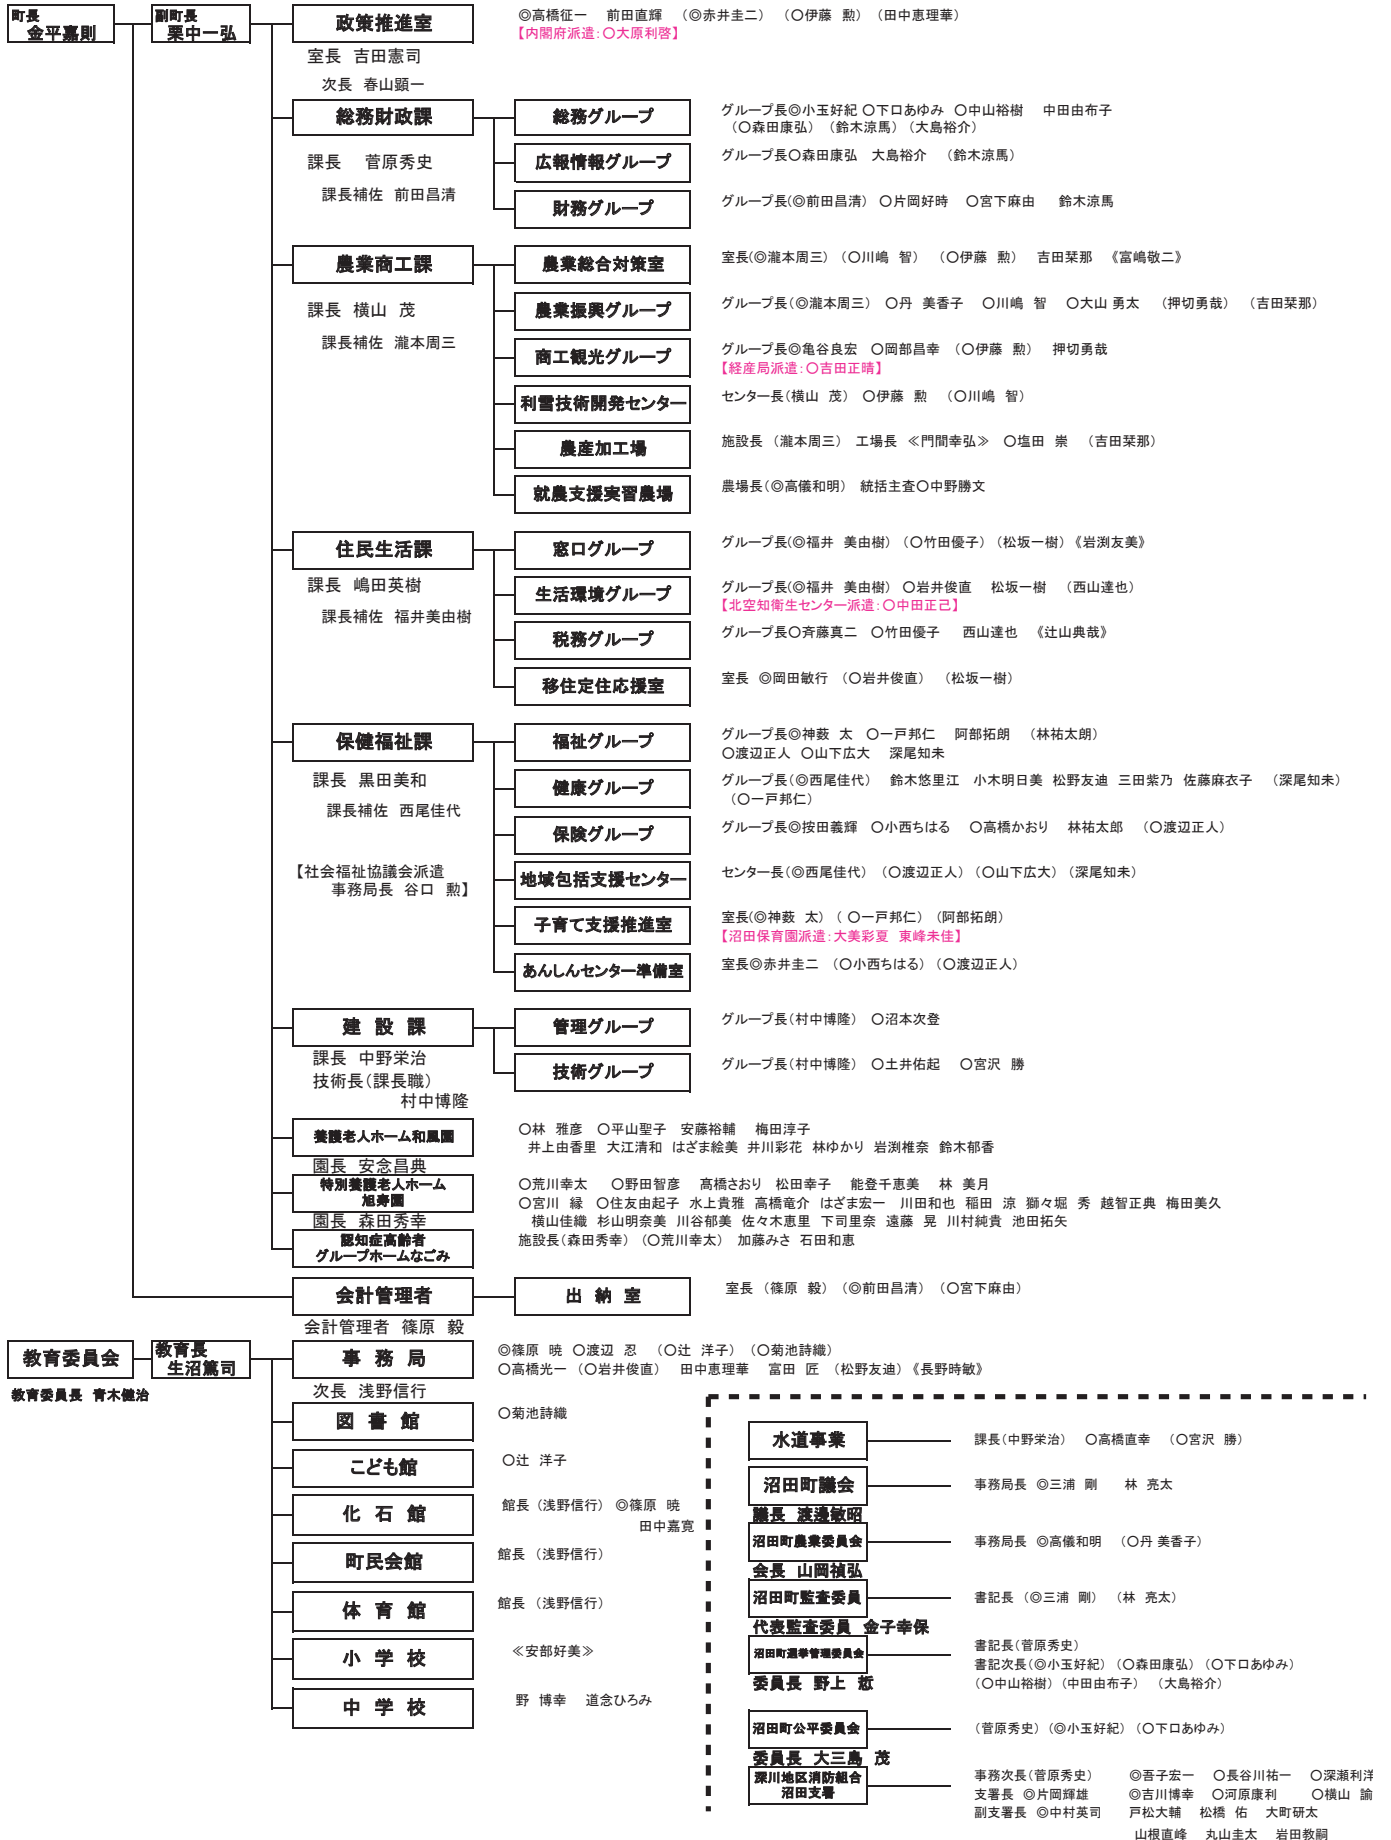 町長
金平嘉則
副町長
栗中一弘
政策推進室
◎高橋征一　前田直輝　（◎赤井圭二）　（○伊藤　勲）　（田中恵理華）
【内閣府派遣：○大原利啓】
室長　吉田憲司
次長　春山顕一
総務財政課
総務グループ
グループ長◎小玉好紀 ○下口あゆみ　○中山裕樹　中田由布子
（○森田康弘）　（鈴木涼馬）　（大島裕介）
課長　菅原秀史
広報情報グループ
グループ長○森田康弘　大島裕介　（鈴木涼馬）
課長補佐　前田昌清
財務グループ
グループ長（◎前田昌清）　○片岡好時　○宮下麻由　鈴木涼馬
農業商工課
農業総合対策室
室長（◎瀧本周三）　（○川嶋　智）　（○伊藤　勲）　吉田栞那　《富嶋敬二》
課長　横山　茂
農業振興グループ
グループ長（◎瀧本周三）　○丹　美香子　○川嶋　智　○大山 勇太　（押切勇哉）　（吉田栞那）
課長補佐　瀧本周三
商工観光グループ
グループ長◎亀谷良宏　○岡部昌幸　（○伊藤　勲）　押切勇哉
【経産局派遣：○吉田正晴】
利雪技術開発センター
センター長（横山　茂）　○伊藤　勲　（○川嶋　智）
農産加工場
施設長　（瀧本周三）　工場長　≪門間幸弘≫　○塩田　崇　（吉田栞那）
就農支援実習農場
農場長（◎高儀和明）　統括主査○中野勝文
住民生活課
窓口グループ
グループ長（◎福井　美由樹）　（○竹田優子）　（松坂一樹）　《岩渕友美》
課長　嶋田英樹
生活環境グループ
グループ長（◎福井　美由樹）　○岩井俊直　松坂一樹　（西山達也）
【北空知衛生センター派遣：○中田正己】
課長補佐　福井美由樹
税務グループ
グループ長○斉藤真二　○竹田優子　西山達也　《辻山典哉》
移住定住応援室
室長　◎岡田敏行　（○岩井俊直）　（松坂一樹）
保健福祉課
福祉グループ
グループ長◎神薮　太　○一戸邦仁　阿部拓朗　（林祐太朗）
○渡辺正人　○山下広大　深尾知未
課長　黒田美和
健康グループ
グループ長（◎西尾佳代）　鈴木悠里江　小木明日美　松野友迪　三田紫乃　佐藤麻衣子　（深尾知未）
（○一戸邦仁）
課長補佐　西尾佳代
保険グループ
グループ長◎按田義輝　○小西ちはる　○高橋かおり　林祐太郎　（○渡辺正人）
【社会福祉協議会派遣
事務局長　谷口　勲】
地域包括支援センター
センター長（◎西尾佳代）　（○渡辺正人）　（○山下広大）　（深尾知未）
子育て支援推進室
室長（◎神薮　太）　（ ○一戸邦仁）　（阿部拓朗）
【沼田保育園派遣：大美彩夏　東峰未佳】
あんしんセンター準備室
室長◎赤井圭二　（○小西ちはる）　（○渡辺正人）
建　設　課
管理グループ
グループ長（村中博隆）　○沼本次登
課長　中野栄治
技術長（課長職）
村中博隆
技術グループ
グループ長（村中博隆）　○土井佑起　○宮沢　勝
養護老人ホーム和風園
○林　雅彦　○平山聖子　安藤裕輔　梅田淳子
井上由香里　大江清和　はざま絵美　井川彩花　林ゆかり　岩渕椎奈　鈴木郁香
園長　安念昌典
特別養護老人ホーム
旭寿園
○荒川幸太　○野田智彦　髙橋さおり　松田幸子　能登千恵美　林　美月
○宮川　縁　○住友由起子　水上貴雅　高橋竜介　はざま宏一　川田和也　稲田　涼　獅々堀　秀　越智正典　梅田美久
横山佳織　杉山明奈美　川谷郁美　佐々木恵里　下司里奈　遠藤　晃　川村純貴　池田拓矢
園長　森田秀幸
認知症高齢者
グループホームなごみ
施設長（森田秀幸）　（○荒川幸太）　加藤みさ　石田和恵
会計管理者
出　納　室
室長　（篠原　毅）　（◎前田昌清）　（○宮下麻由）
会計管理者　篠原　毅
教育委員会
教育長
生沼篤司
事　務　局
◎篠原　暁　○渡辺　忍　（○辻　洋子）　（○菊池詩織）
○高橋光一　（○岩井俊直）　田中恵理華　富田　匠　（松野友迪）　《長野時敏》
教育委員長　青木健治
次長　浅野信行
図　書　館
○菊池詩織
こども館
○辻　洋子
化　石　館
館長　（浅野信行）　◎篠原　暁
田中嘉寛
町民会館
館長　（浅野信行）
体　育　館
館長　（浅野信行）
小　学　校
≪安部好美≫
中　学　校
野　博幸　道念ひろみ
水道事業
課長（中野栄治）　○高橋直幸　（○宮沢　勝）
沼田町議会
事務局長　◎三浦　剛　林　亮太
議長　渡邊敏昭
沼田町農業委員会
事務局長　◎高儀和明　（○丹 美香子）
会長　山岡禎弘
沼田町監査委員
書記長　（◎三浦　剛）　（林　亮太）
代表監査委員　金子幸保
沼田町選挙管理委員会
書記長（菅原秀史）
書記次長（◎小玉好紀）　（○森田康弘）　（○下口あゆみ）
（○中山裕樹）　（中田由布子）　（大島裕介）
委員長　野上　哲
沼田町公平委員会
（菅原秀史）　（◎小玉好紀）　（○下口あゆみ）
委員長　大三島　茂
深川地区消防組合
沼田支署
事務次長（菅原秀史）　◎吾子宏一　○長谷川祐一　○深瀬利洋
支署長　◎片岡輝雄　◎吉川博幸　○河原康利　○横山　諭
副支署長　◎中村英司　戸松大輔　松橋　佑　大町研太
山根直峰　丸山圭太　岩田教嗣